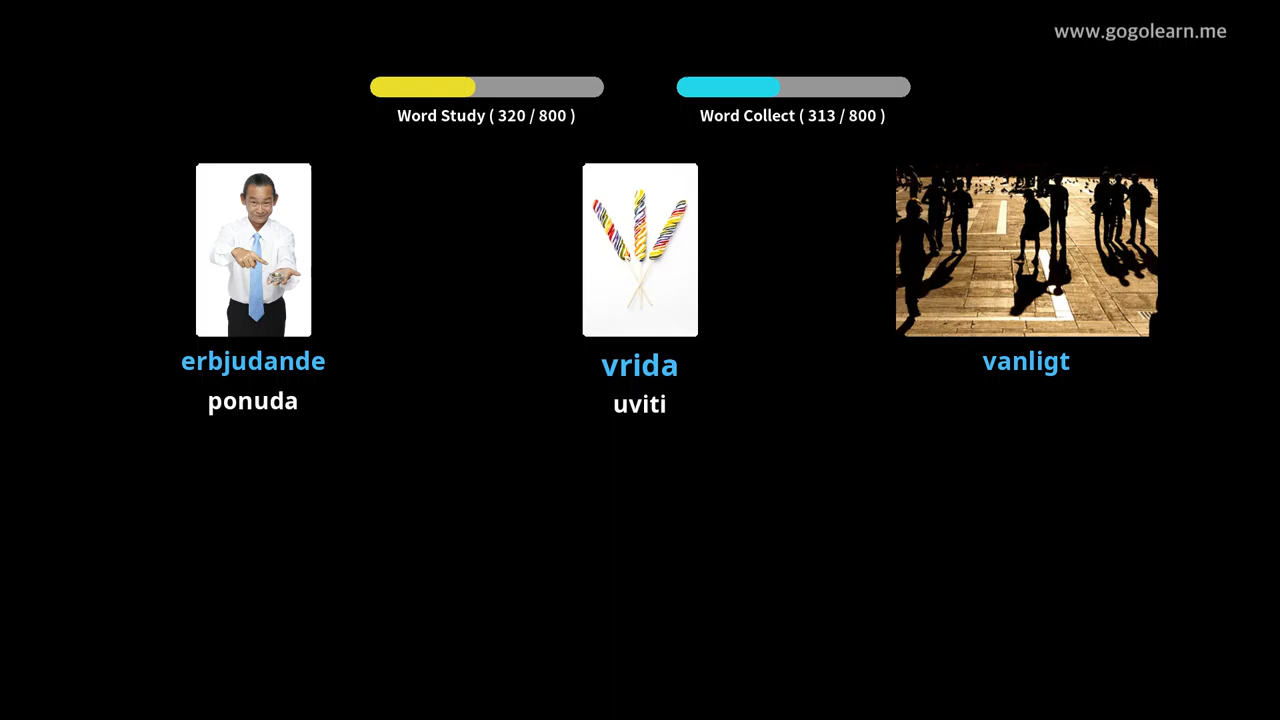 www.gogolearn.me
Word Study ( 320 / 800 )
Word Collect ( 313 / 800 )
erbjudande
ponuda
vrida
uviti
vanligt